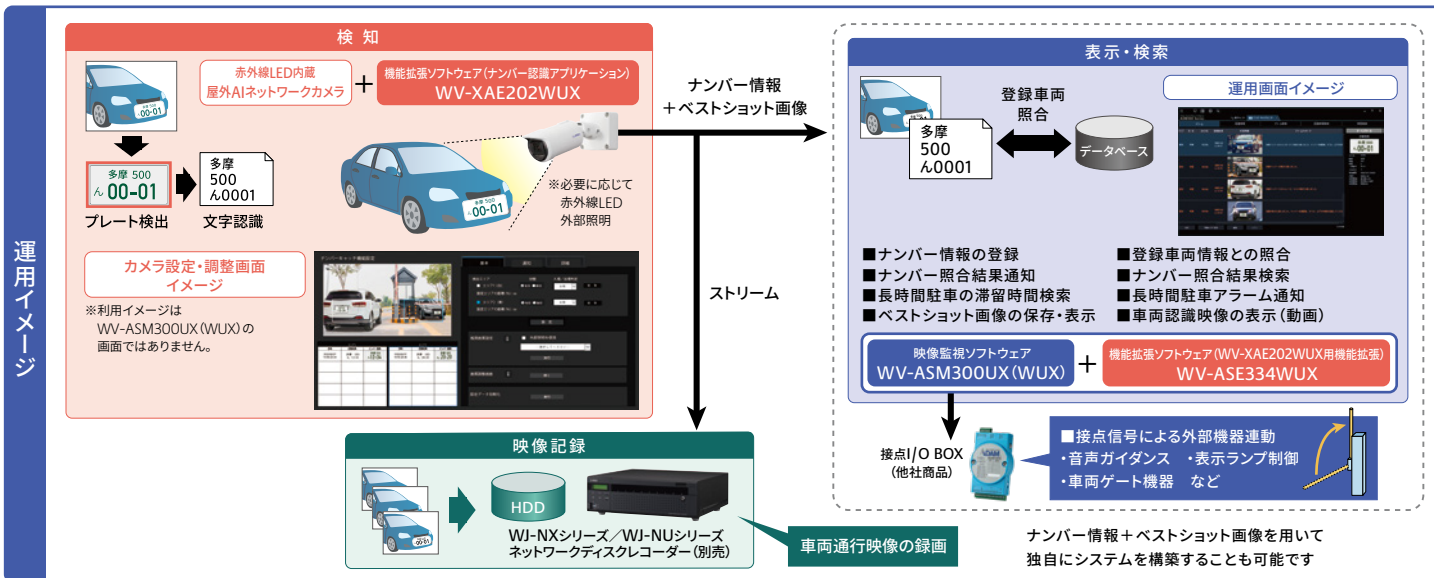 運用イメージ
検知
赤外線LED内蔵
屋外AIネットワークカメラ
+
機能拡張ソフトウェア(ナンバー認識アプリケーション)
WV-XAE202WUX
多摩 500
ん 00-01
プレート検出
多摩
500
ん0001
文字認識
多摩 500
00-01
※必要に応じて
赤外線LED
外部照明
カメラ設定・調整画面
イメージ
※利用イメージは
WV-ASM300UX(WUX)の
画面ではありません。
ナンバー情報
+ベストショット画像
ストリーム
映像記録
HDD
WJ-NXシリーズ/WJ-NUシリーズ
ネットワークディスクレコーダー(別売)
車両通行映像の録画
表示・検索
多摩
500
ん0001
登録車両
照合
データベース
運用画面イメージ
■ナンバー情報の登録
■ナンバー照合結果通知
■長時間駐車の滞留時間検索
■ベストショット画像の保存・表示
■登録車両情報との照合
■ナンバー照合結果検索
■長時間駐車アラーム通知
■車両認識映像の表示(動画)
映像監視ソフトウェア
WV-ASM300UX(WUX)
+
機能拡張ソフトウェア(WV-XAE202WUX用機能拡張)
WV-ASE334WUX
接点I/O BOX
(他社商品)
■接点信号による外部機器連動
・音声ガイダンス ・表示ランプ制御
・車両ゲート機器 など
ナンバー情報+ベストショット画像を用いて
独自にシステムを構築することも可能です